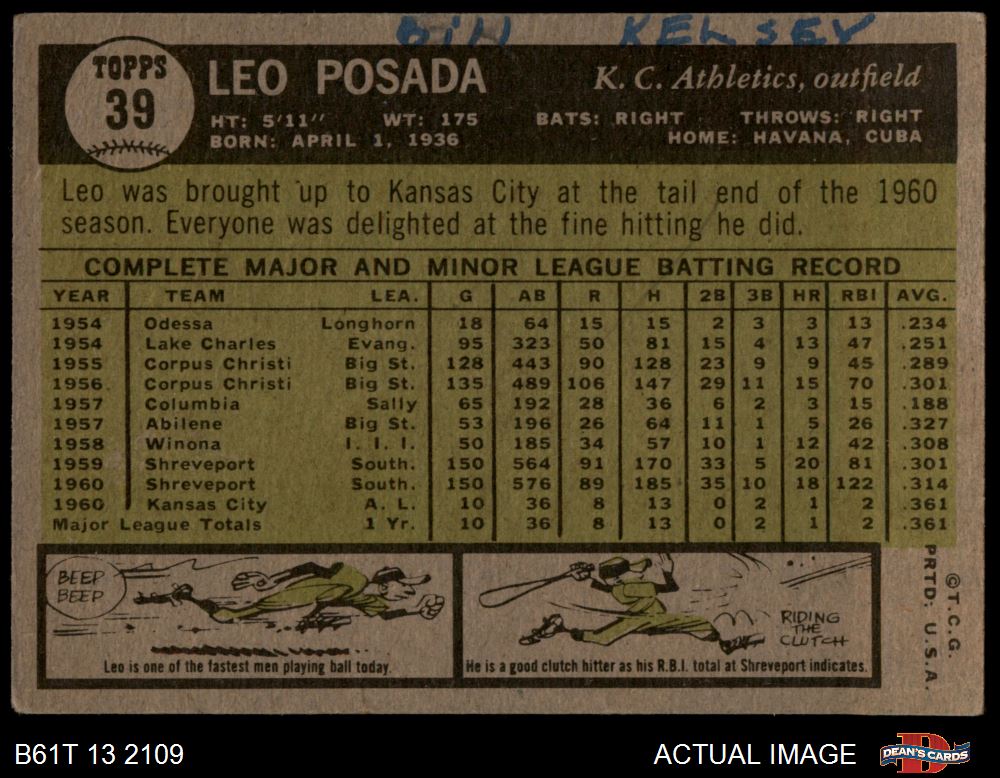 Bill KELSEY
TOPPS
39
LEO POSADA
K. C. Athletics, outfield
HT: 5'11" WT: 175 BATS: RIGHT THROWS: RIGHT
BORN: APRIL 1, 1936 HOME: HAVANA, CUBA
Leo was brought up to Kansas City at the tail end of the 1960
season. Everyone was delighted at the fine hitting he did.
COMPLETE MAJOR AND MINOR LEAGUE BATTING RECORD
YEAR TEAM LEA. G AB R H 2B 3B HR RBI AVG.
1954 Odessa Longhorn 18 64 15 15 2 3 3 13 .234
1954 Lake Charles Evang. 95 323 50 81 15 4 13 47 .251
1955 Corpus Christi Big St. 128 443 90 128 23 9 9 45 .289
1956 Corpus Christi Big St. 135 489 106 147 29 11 15 70 .301
1957 Columbia Sally 65 192 28 36 6 2 3 15 .188
1957 Abilene Big St. 53 196 26 64 11 1 5 26 .327
1958 Winona I. I. I. 50 185 34 57 10 1 12 42 .308
1959 Shreveport South. 150 564 91 170 33 5 20 81 .301
1960 Shreveport South. 150 576 89 185 35 10 18 122 .314
1960 Kansas City A. L. 10 36 8 13 0 2 1 2 .361
Major League Totals 1 Yr. 10 36 8 13 0 2 1 2 .361
BEEP
BEEP
Leo is one of the fastest men playing ball today.
RIDING
THE
CLUTCH
He is a good clutch hitter as his R.B.I. total at Shreveport indicates.
©T.C.G.
PRTD: U.S.A.
B61T 13 2109
ACTUAL IMAGE
DEAN'S CARDS